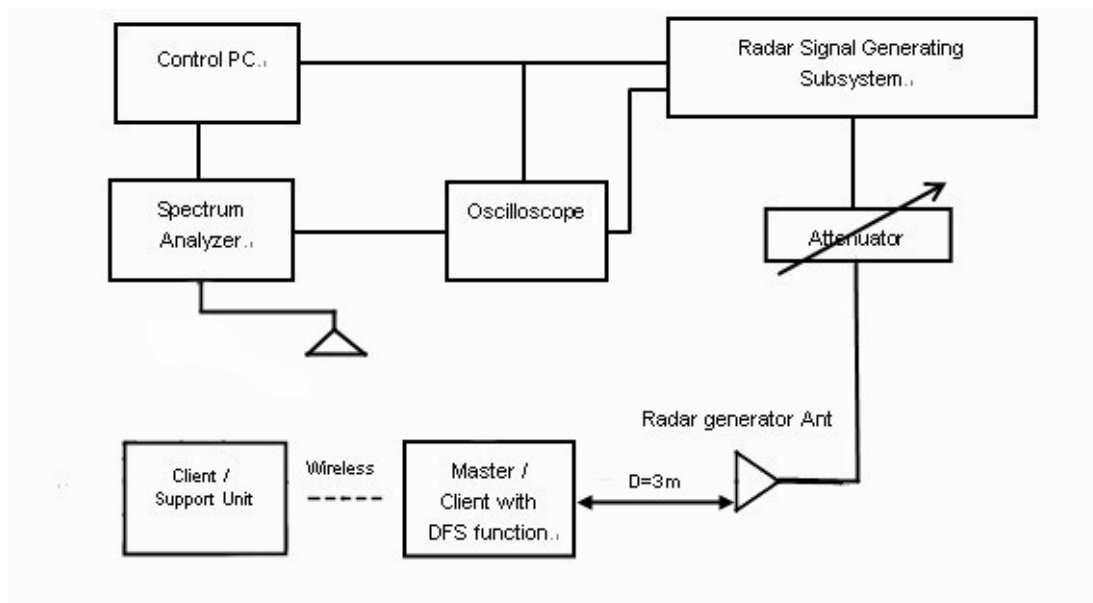 Control PC.
Radar Signal Generating
Subsystem.
Spectrum
Analyzer.
Oscilloscope
Attenuator
Radar generator Ant
Client /
Support Unit
Wireless
Master /
Client with
DFS function.
D=3m